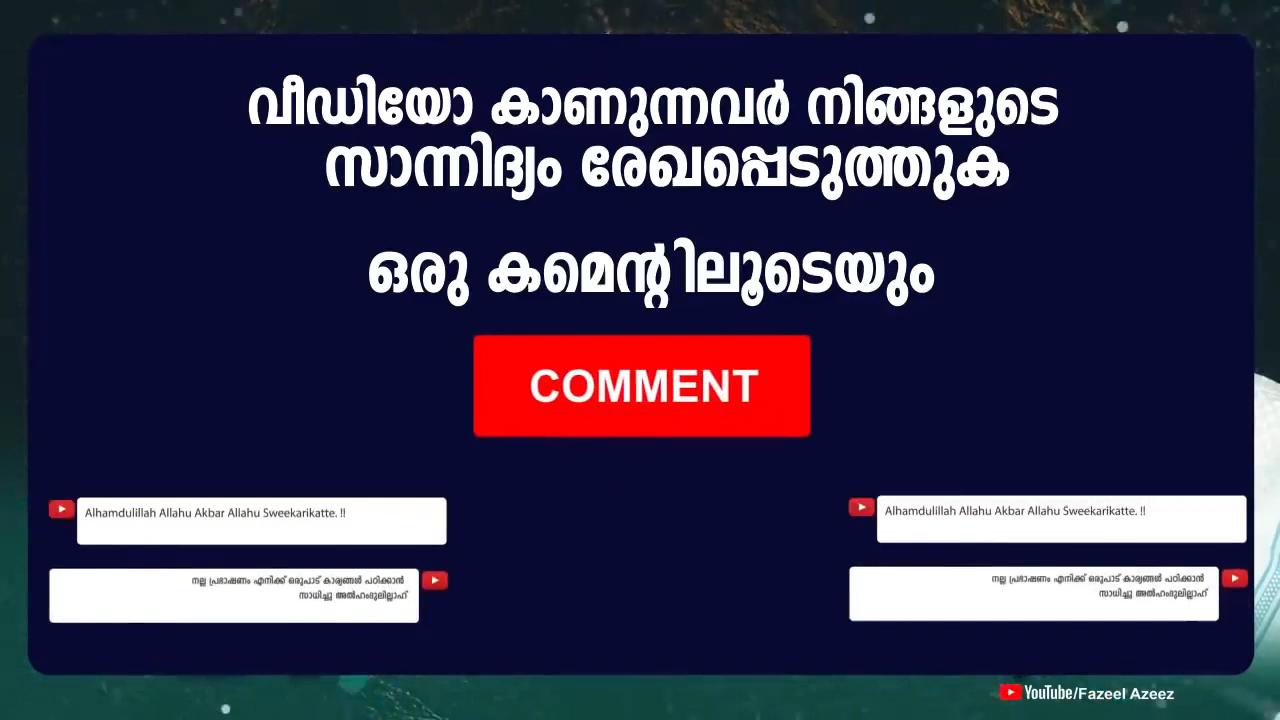 വീഡിയോ കാണുന്നവർ നിങ്ങളുടെ
സാന്നിദ്യം രേഖപ്പെടുത്തുക
ഒരു കമെന്റിലൂടെയും
COMMENT
Alhamdulillah Allahu Akbar Allahu Sweekarikatte. !!
നല്ല പ്രഭാഷണം എനിക്ക് ഒരുപാട് കാര്യങ്ങൾ പഠിക്കാൻ
സാധിച്ചു അൽഹംദുലില്ലാഹ്
Alhamdulillah Allahu Akbar Allahu Sweekarikatte. !!
നല്ല പ്രഭാഷണം എനിക്ക് ഒരുപാട് കാര്യങ്ങൾ പഠിക്കാൻ
സാധിച്ചു അൽഹംദുലില്ലാഹ്
YouTube/Fazeel Azeez